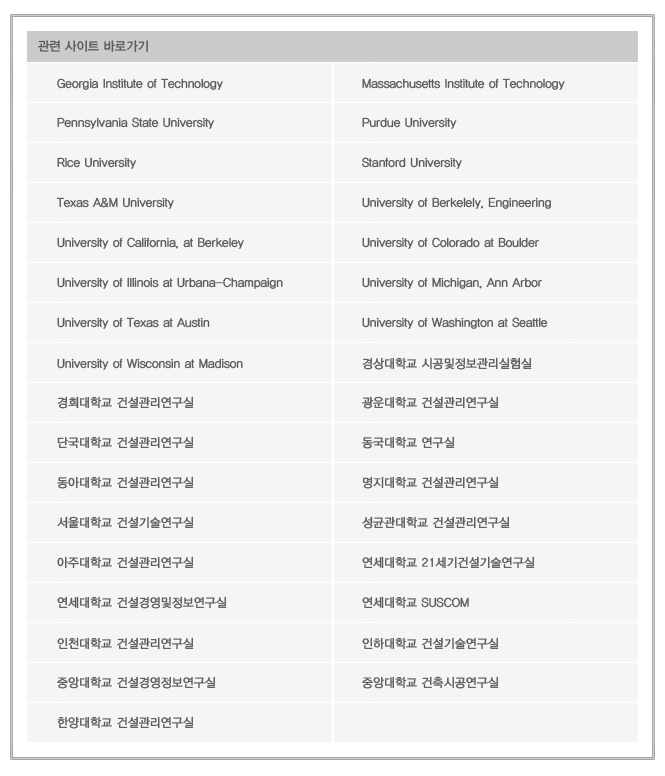 관련 사이트 바로가기
Georgia Institute of Technology
Massachusetts Institute of Technology
Pennsylvania State University
Purdue University
Rice University
Stanford University
Texas A&M University
University of Berkelely, Engineering
University of California, at Berkeley
University of Colorado at Boulder
University of Illinois at Urbana-Champaign
University of Michigan, Ann Arbor
University of Texas at Austin
University of Washington at Seattle
University of Wisconsin at Madison
경상대학교 시공및정보관리실험실
경희대학교 건설관리연구실
광운대학교 건설관리연구실
단국대학교 건설관리연구실
동국대학교 연구실
동아대학교 건설관리연구실
명지대학교 건설관리연구실
서울대학교 건설기술연구실
성균관대학교 건설관리연구실
아주대학교 건설관리연구실
연세대학교 21세기건설기술연구실
연세대학교 건설경영및정보연구실
연세대학교 SUSCOM
인천대학교 건설관리연구실
인하대학교 건설기술연구실
중앙대학교 건설경영정보연구실
중앙대학교 건축시공연구실
한양대학교 건설관리연구실